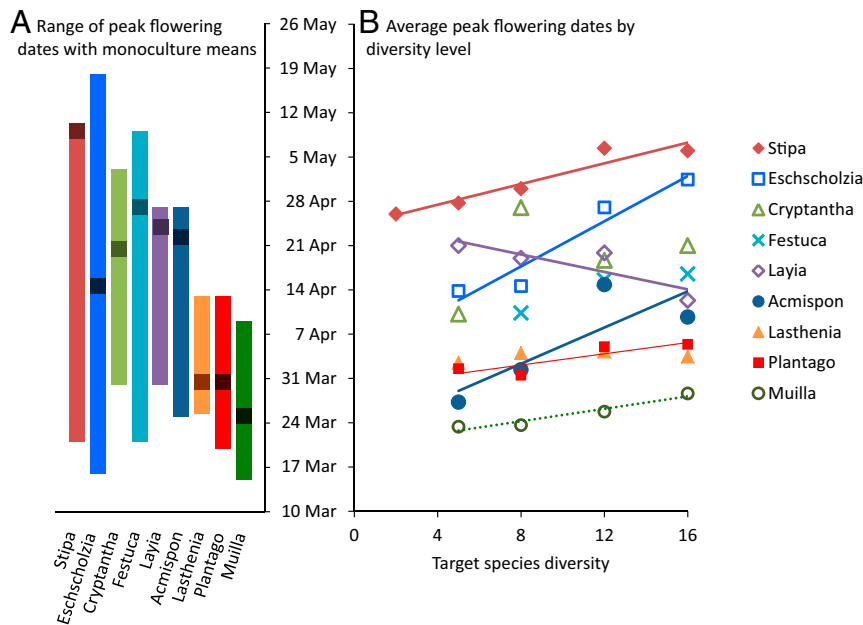 A Range of peak flowering
dates with monoculture means
B Average peak flowering dates by
diversity level
26 May
19 May
12 May
5 May
28 Apr
21 Apr
14 Apr
7 Apr
31 Mar
24 Mar
17 Mar
10 Mar
Stipa
Eschscholzia
Cryptantha
Festuca
Layia
Acmispon
Lasthenia
Plantago
Muilla
0 4 8 12 16
Target species diversity
Stipa
Eschscholzia
Cryptantha
Festuca
Layia
Acmispon
Lasthenia
Plantago
Muilla